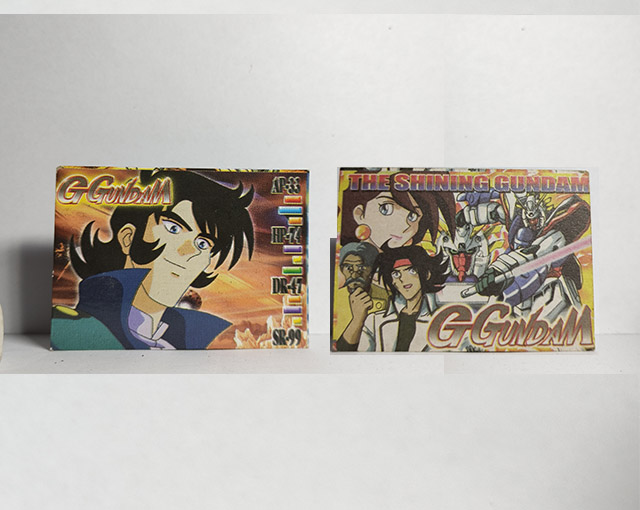 G GUNDAM
AP-33
HP-74
DR-47
SR-99
THE SHINING GUNDAM
G GUNDAM